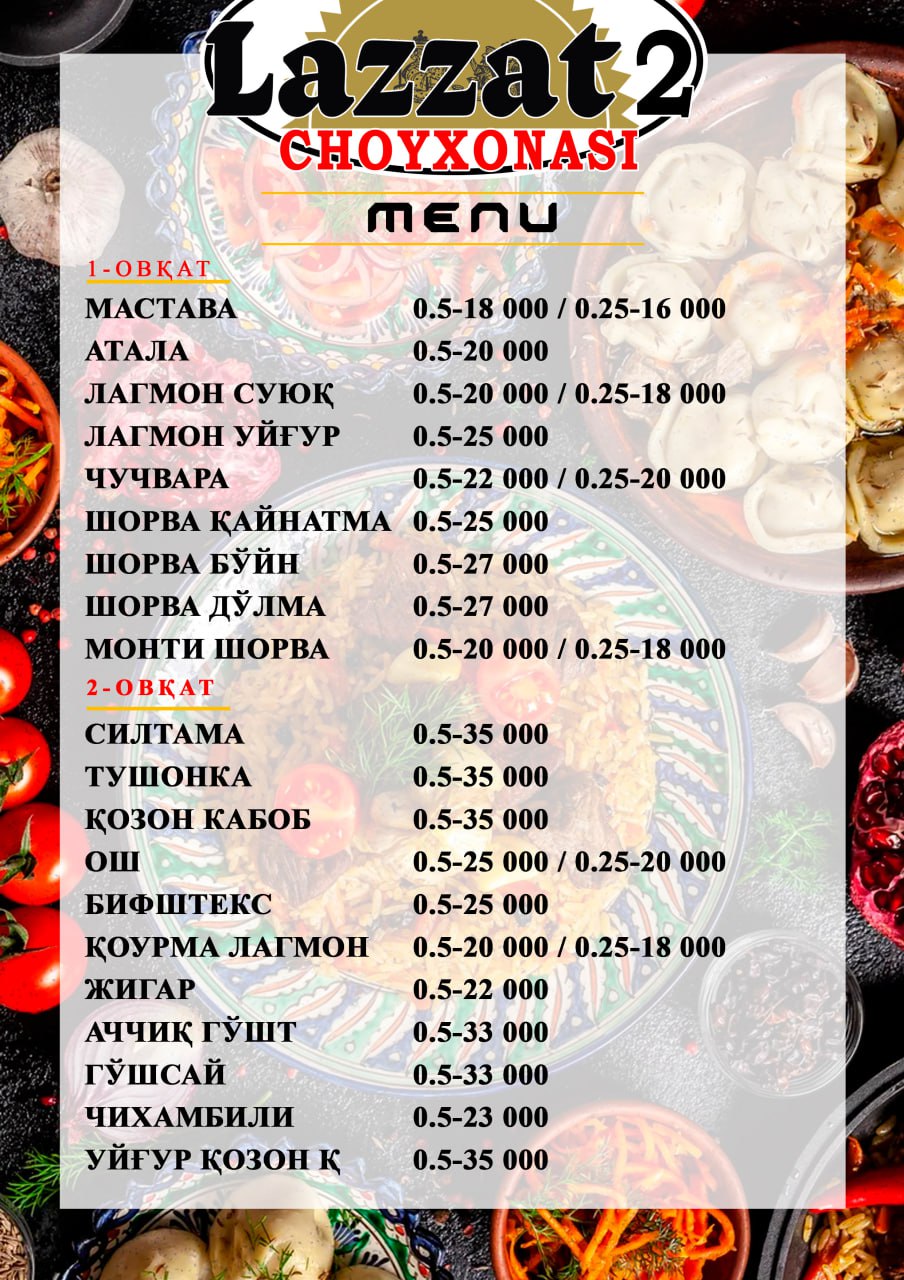 Lazzat 2
CHOYXONASI
MENU
1-ОВҚАТ
МАСТАВА 0.5-18 000 / 0.25-16 000
АТАЛА 0.5-20 000
ЛАГМОН СУЮҚ 0.5-20 000 / 0.25-18 000
ЛАГМОН УЙҒУР 0.5-25 000
ЧУЧВАРА 0.5-22 000 / 0.25-20 000
ШОРВА ҚАЙНАТМА 0.5-25 000
ШОРВА БЎЙН 0.5-27 000
ШОРВА ДЎЛМА 0.5-27 000
МОНТИ ШОРВА 0.5-20 000 / 0.25-18 000
2-ОВҚАТ
СИЛТАМА 0.5-35 000
ТУШОНКА 0.5-35 000
ҚОЗОН КАБОБ 0.5-35 000
ОШ 0.5-25 000 / 0.25-20 000
БИФШТЕКС 0.5-25 000
ҚОУРМА ЛАГМОН 0.5-20 000 / 0.25-18 000
ЖИГАР 0.5-22 000
АЧЧИҚ ГЎШТ 0.5-33 000
ГЎШСАЙ 0.5-33 000
ЧИХАМБИЛИ 0.5-23 000
УЙҒУР ҚОЗОН Қ 0.5-35 000